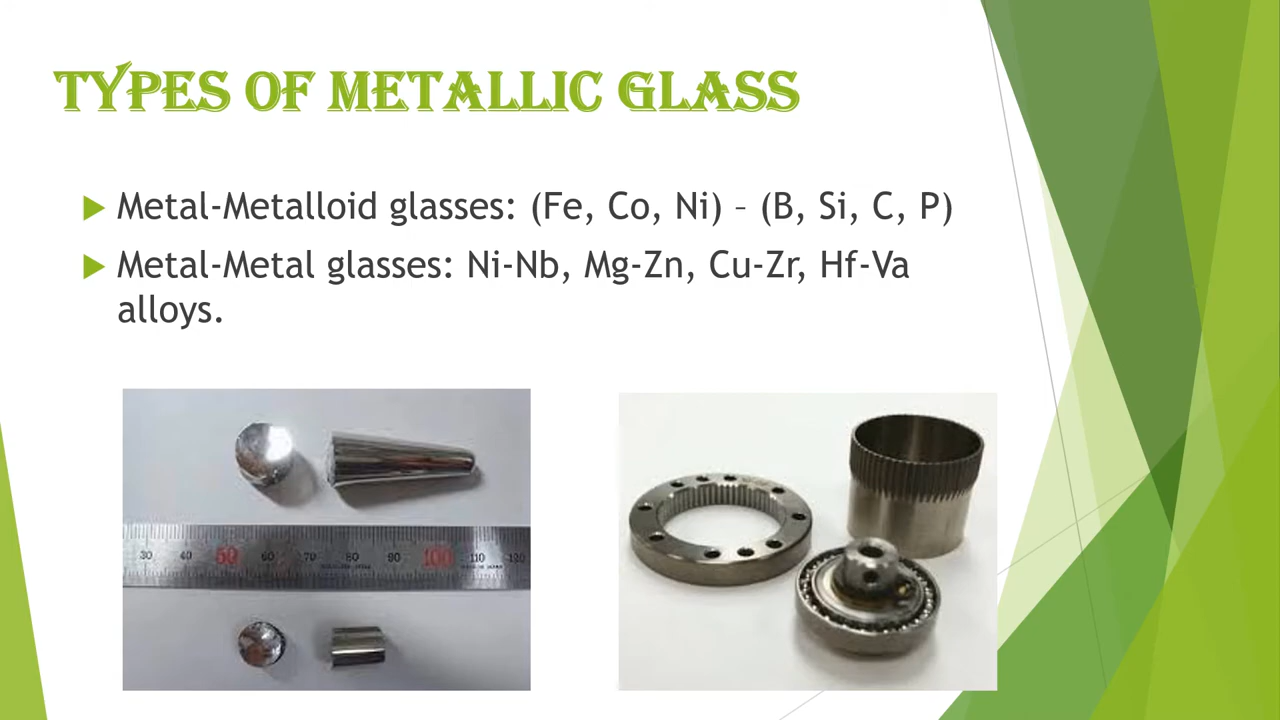 TYPES OF METALLIC GLASS
Metal-Metalloid glasses: (Fe, Co, Ni) – (B, Si, C, P)
Metal-Metal glasses: Ni-Nb, Mg-Zn, Cu-Zr, Hf-Va
alloys.
30 40 50 60 70 80 90 100 110 120